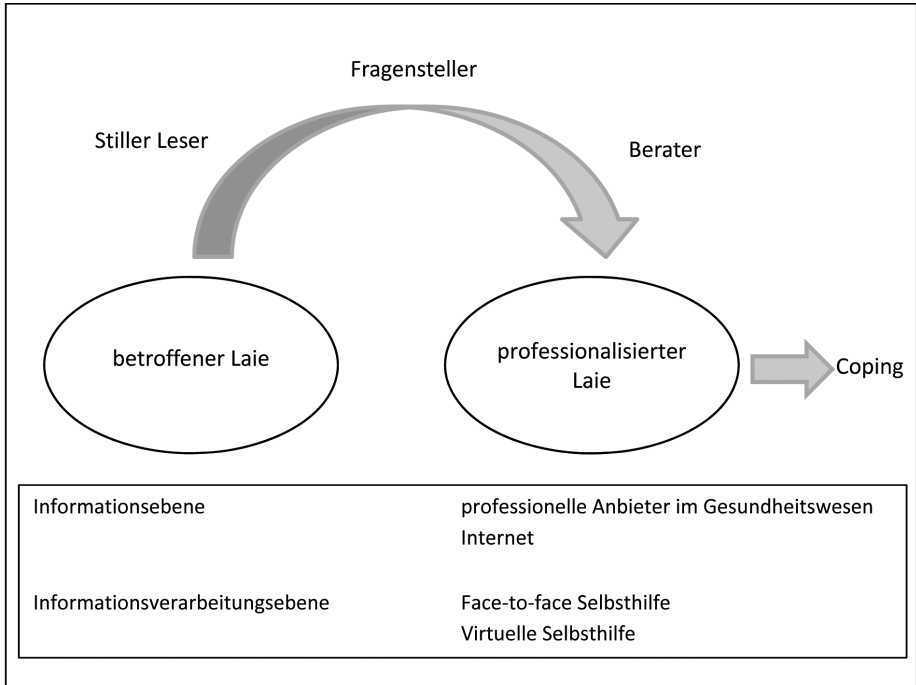 Fragensteller
Stiller Leser
Berater
betroffener Laie
professionalisierter
Laie
Coping
Informationsebene professionelle Anbieter im Gesundheitswesen
Internet
Informationsverarbeitungsebene Face-to-face Selbsthilfe
Virtuelle Selbsthilfe